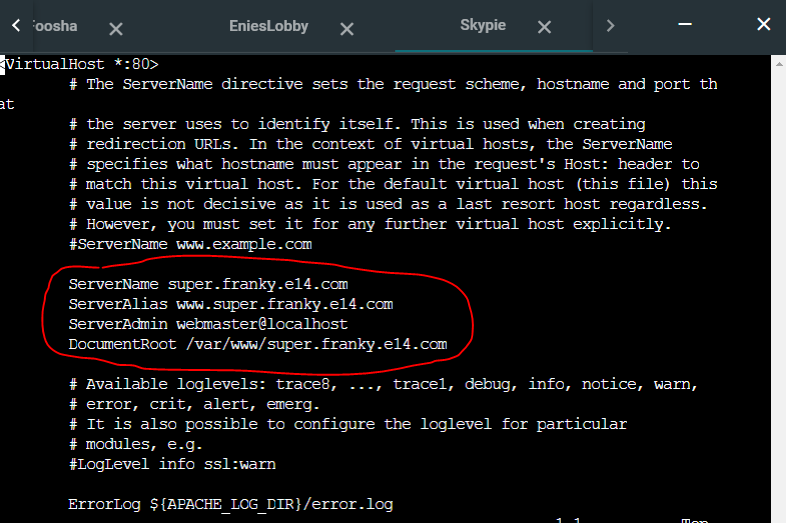 Foosha
EniesLobby
Skypie
<VirtualHost *:80>
# The ServerName directive sets the request scheme, hostname and port th
at
# the server uses to identify itself. This is used when creating
# redirection URLs. In the context of virtual hosts, the ServerName
# specifies what hostname must appear in the request's Host: header to
# match this virtual host. For the default virtual host (this file) this
# value is not decisive as it is used as a last resort host regardless.
# However, you must set it for any further virtual host explicitly.
#ServerName www.example.com
ServerName super.franky.e14.com
ServerAlias www.super.franky.e14.com
ServerAdmin webmaster@localhost
DocumentRoot /var/www/super.franky.e14.com
# Available loglevels: trace8, ..., trace1, debug, info, notice, warn,
# error, crit, alert, emerg.
# It is also possible to configure the loglevel for particular
# modules, e.g.
#LogLevel info ssl:warn
ErrorLog ${APACHE_LOG_DIR}/error.log